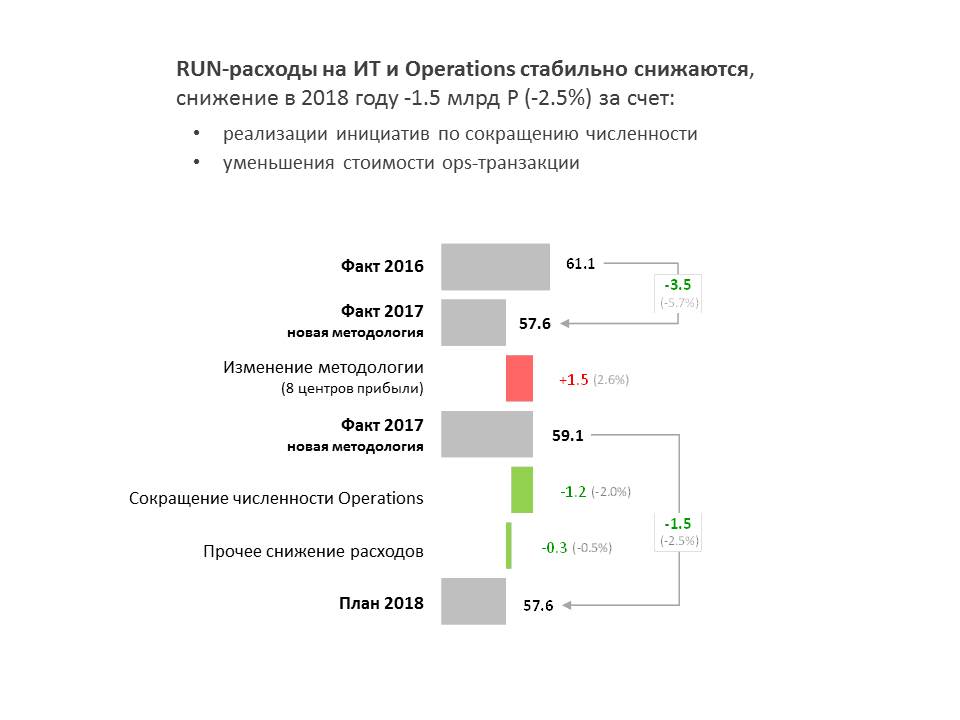 RUN-расходы на ИТ и Operations стабильно снижаются,
снижение в 2018 году -1.5 млрд Р (-2.5%) за счет:
• реализации инициатив по сокращению численности
• уменьшения стоимости ops-транзакции
Факт 2016
61.1
-3.5
(-5.7%)
Факт 2017
новая методология
57.6
Изменение методологии
(8 центров прибыли)
+1.5 (2.6%)
Факт 2017
новая методология
59.1
Сокращение численности Operations
-1.2 (-2.0%)
-1.5
(-2.5%)
Прочее снижение расходов
-0.3 (-0.5%)
План 2018
57.6